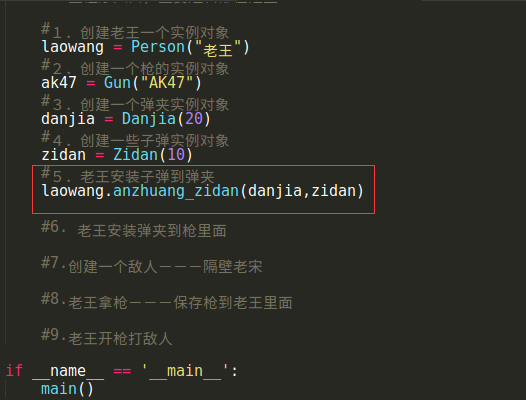 #１．创建老王一个实例对象
laowang = Person("老王")
#２．创建一个枪的实例对象
ak47 = Gun("AK47")
#３．创建一个弹夹实例对象
danjia = Danjia(20)
#４．创建一些子弹实例对象
zidan = Zidan(10)
#５．老王安装子弹到弹夹
laowang.anzhuang_zidan(danjia,zidan)
#6. 老王安装弹夹到枪里面
#7.创建一个敌人－－－隔壁老宋
#8.老王拿枪－－－保存枪到老王里面
#9.老王开枪打敌人
if __name__ == '__main__':
main()